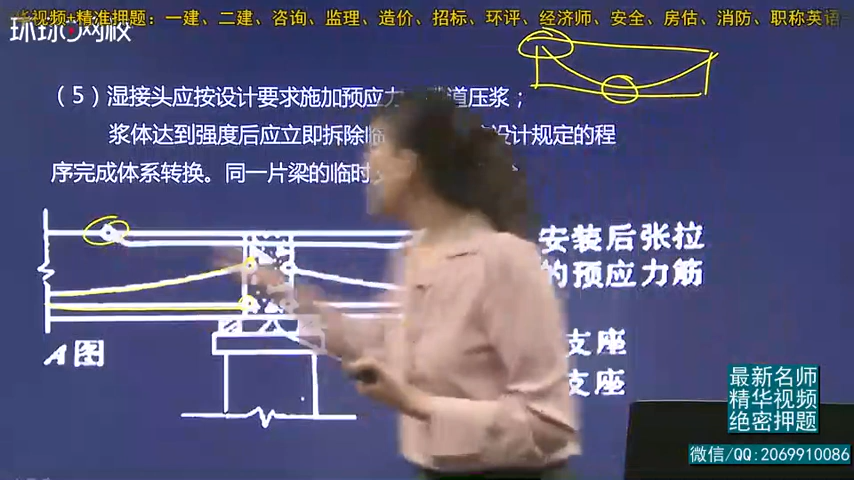 华视频+精准押题：一建、二建、咨询、监理、造价、招标、环评、经济师、安全、房估、消防、职称英语
环球网校
（5）湿接头应按设计要求施加预应力 道压浆；
浆体达到强度后应立即拆除临 设计规定的程
序完成体系转换。同一片梁的临时
安装后张拉
的预应力筋
支座
A图
支座
最新名师
精华视频
绝密押题
微信/QQ:2069910086